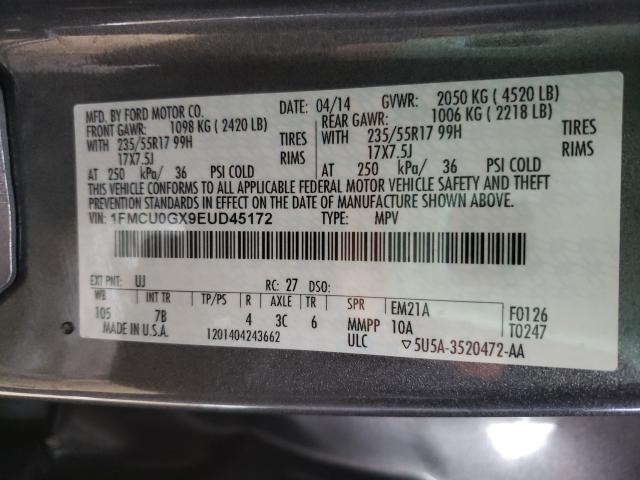 MFD. BY FORD MOTOR CO.
DATE: 04/14 GVWR: 2050 KG ( 4520 LB)
FRONT GAWR: 1098 KG ( 2420 LB) REAR GAWR: 1006 KG ( 2218 LB)
WITH 235/55R17 99H TIRES WITH 235/55R17 99H TIRES
17X7.5J RIMS 17X7.5J RIMS
AT 250 kPa/ 36 PSI COLD AT 250 kPa/ 36 PSI COLD
THIS VEHICLE CONFORMS TO ALL APPLICABLE FEDERAL MOTOR VEHICLE SAFETY AND THEFT
PREVENTION STANDARDS IN EFFECT ON THE DATE OF MANUFACTURE SHOWN ABOVE.
VIN: 1FMCU0GX9EUD45172 TYPE: MPV
EXT PNT: UJ RC: 27 DSO:
WB INT TR TP/PS R AXLE TR SPR EM21A F0126
105 7B 4 3C 6 MMPP 10A T0247
MADE IN U.S.A. 1201404243662 ULC ▽5U5A-3520472-AA